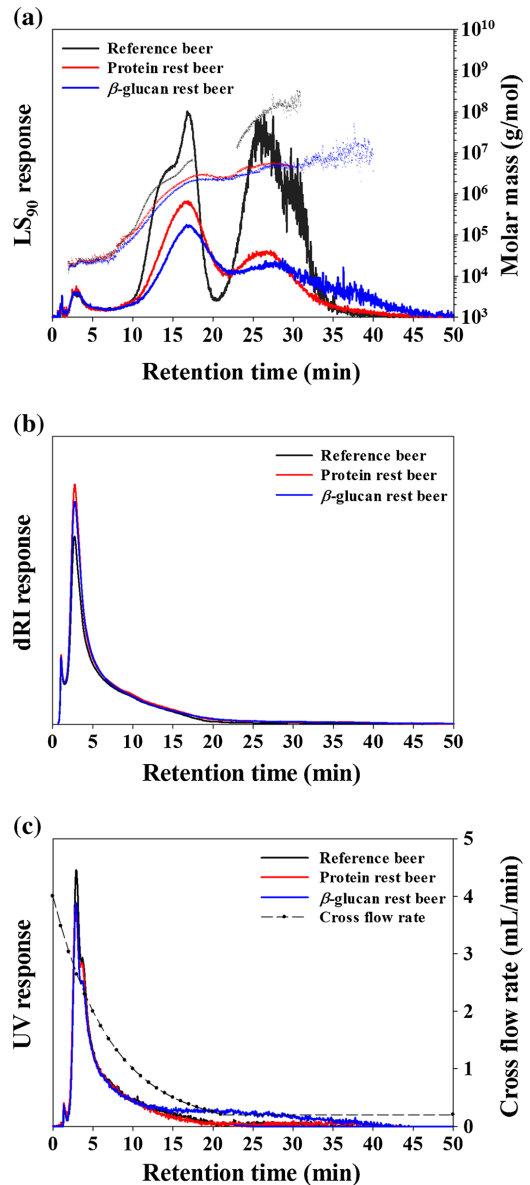 (a)
Reference beer
Protein rest beer
β-glucan rest beer
LS90 response
Molar mass (g/mol)
10^10
10^9
10^8
10^7
10^6
10^5
10^4
10^3
0 5 10 15 20 25 30 35 40 45 50
Retention time (min)
(b)
Reference beer
Protein rest beer
β-glucan rest beer
dRI response
0 5 10 15 20 25 30 35 40 45 50
Retention time (min)
(c)
Reference beer
Protein rest beer
β-glucan rest beer
Cross flow rate
UV response
Cross flow rate (mL/min)
5
4
3
2
1
0
0 5 10 15 20 25 30 35 40 45 50
Retention time (min)